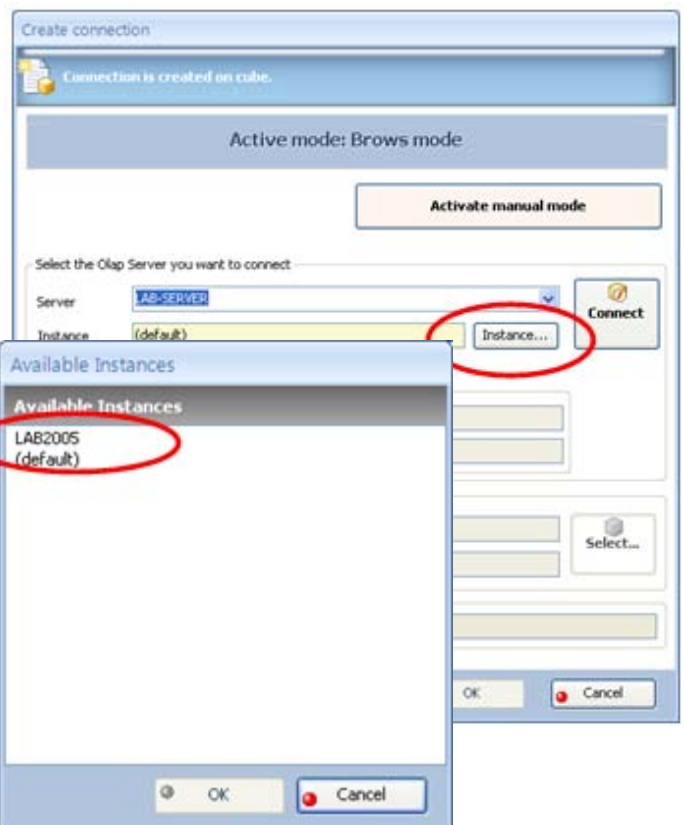 Create connection
Connection is created on cube.
Active mode: Brows mode
Activate manual mode
Select the Olap Server you want to connect
Server LAB-SERVER
Connect
Instance (default) Instance...
Select...
OK Cancel
Available Instances
Available Instances
LAB2005
(default)
OK Cancel